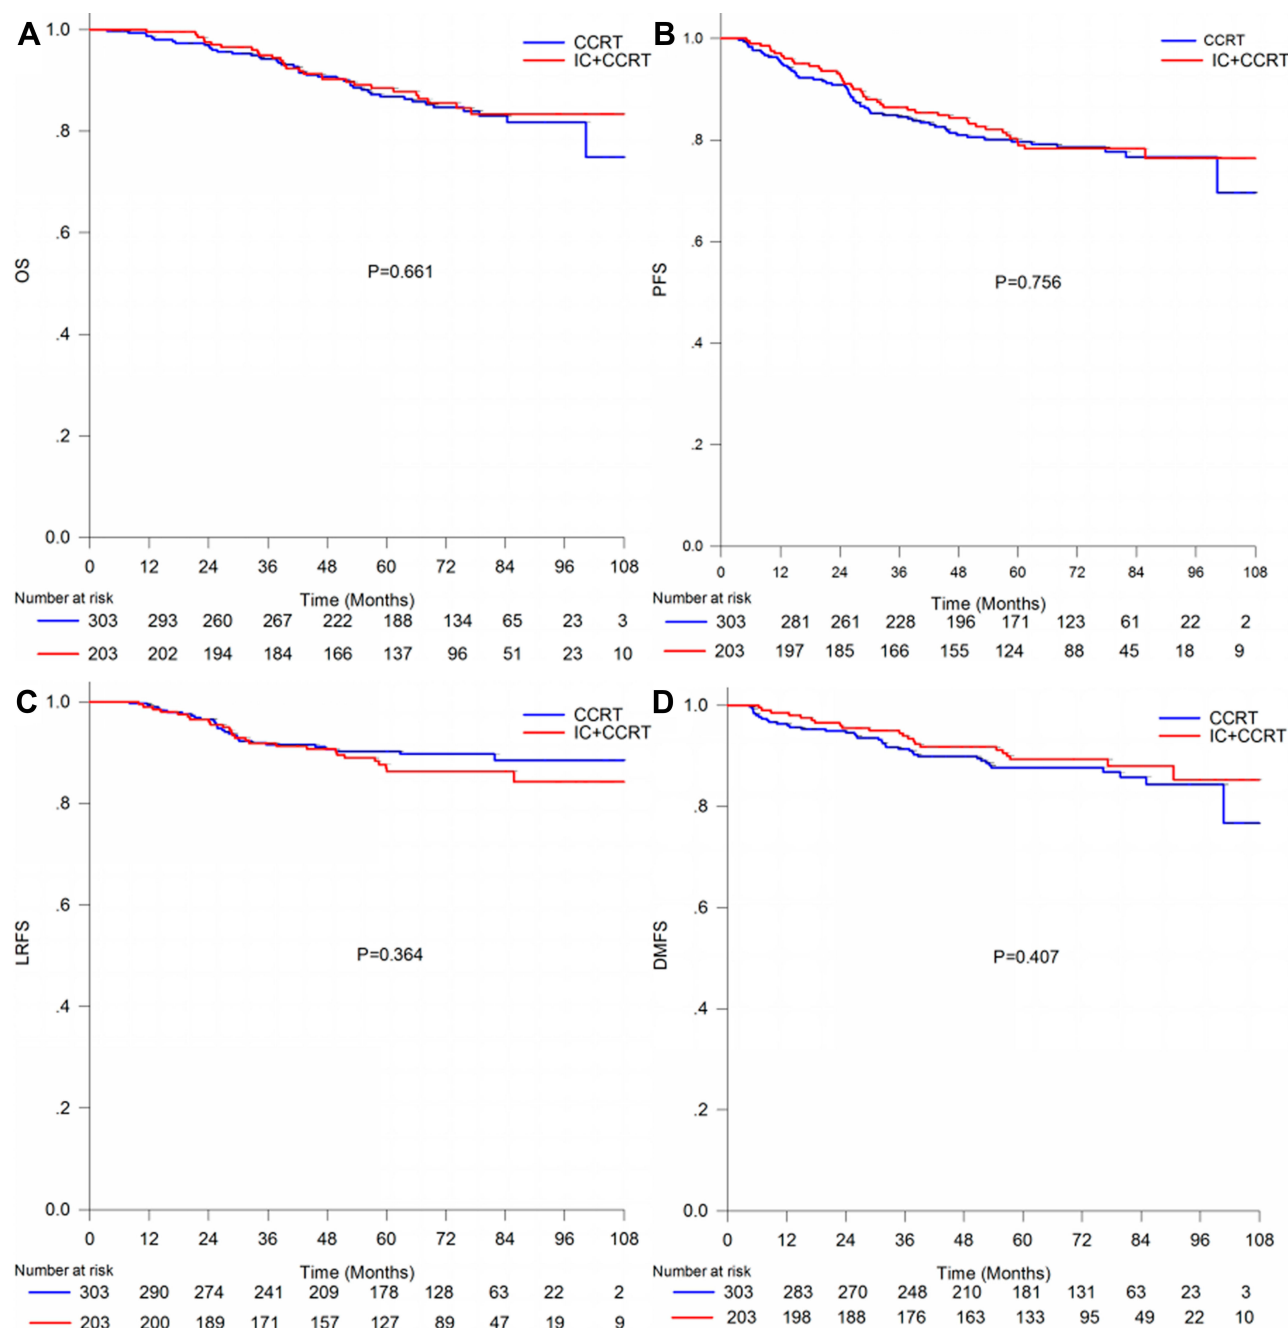 A
1.0
.8
.6
.4
.2
0.0
OS
CCRT
IC+CCRT
P=0.661
0 12 24 36 48 60 72 84 96 108
Number at risk
Time (Months)
303 293 260 267 222 188 134 65 23 3
203 202 194 184 166 137 96 51 23 10
B
1.0
.8
.6
.4
.2
0.0
PFS
CCRT
IC+CCRT
P=0.756
0 12 24 36 48 60 72 84 96 108
Number at risk
Time (Months)
303 281 261 228 196 171 123 61 22 2
203 197 185 166 155 124 88 45 18 9
C
1.0
.8
.6
.4
.2
0.0
LRFS
CCRT
IC+CCRT
P=0.364
0 12 24 36 48 60 72 84 96 108
Number at risk
Time (Months)
303 290 274 241 209 178 128 63 22 2
203 200 189 171 157 127 89 47 19 9
D
1.0
.8
.6
.4
.2
0.0
DMFS
CCRT
IC+CCRT
P=0.407
0 12 24 36 48 60 72 84 96 108
Number at risk
Time (Months)
303 283 270 248 210 181 131 63 23 3
203 198 188 176 163 133 95 49 22 10